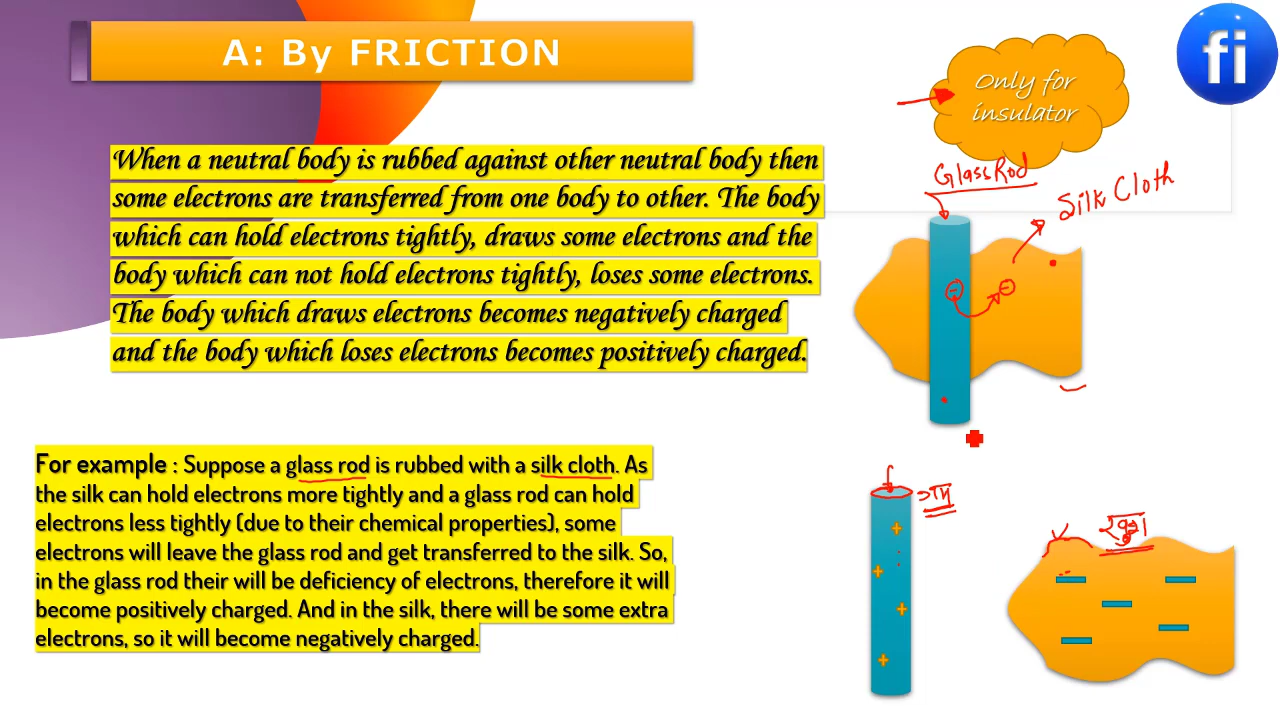 A: By FRICTION
fi
Only for
insulator
When a neutral body is rubbed against other neutral body then
some electrons are transferred from one body to other. The body
which can hold electrons tightly, draws some electrons and the
body which can not hold electrons tightly, loses some electrons.
The body which draws electrons becomes negatively charged
and the body which loses electrons becomes positively charged.
Glass Rod
Silk Cloth
For example : Suppose a glass rod is rubbed with a silk cloth. As
the silk can hold electrons more tightly and a glass rod can hold
electrons less tightly (due to their chemical properties), some
electrons will leave the glass rod and get transferred to the silk. So,
in the glass rod their will be deficiency of electrons, therefore it will
become positively charged. And in the silk, there will be some extra
electrons, so it will become negatively charged.